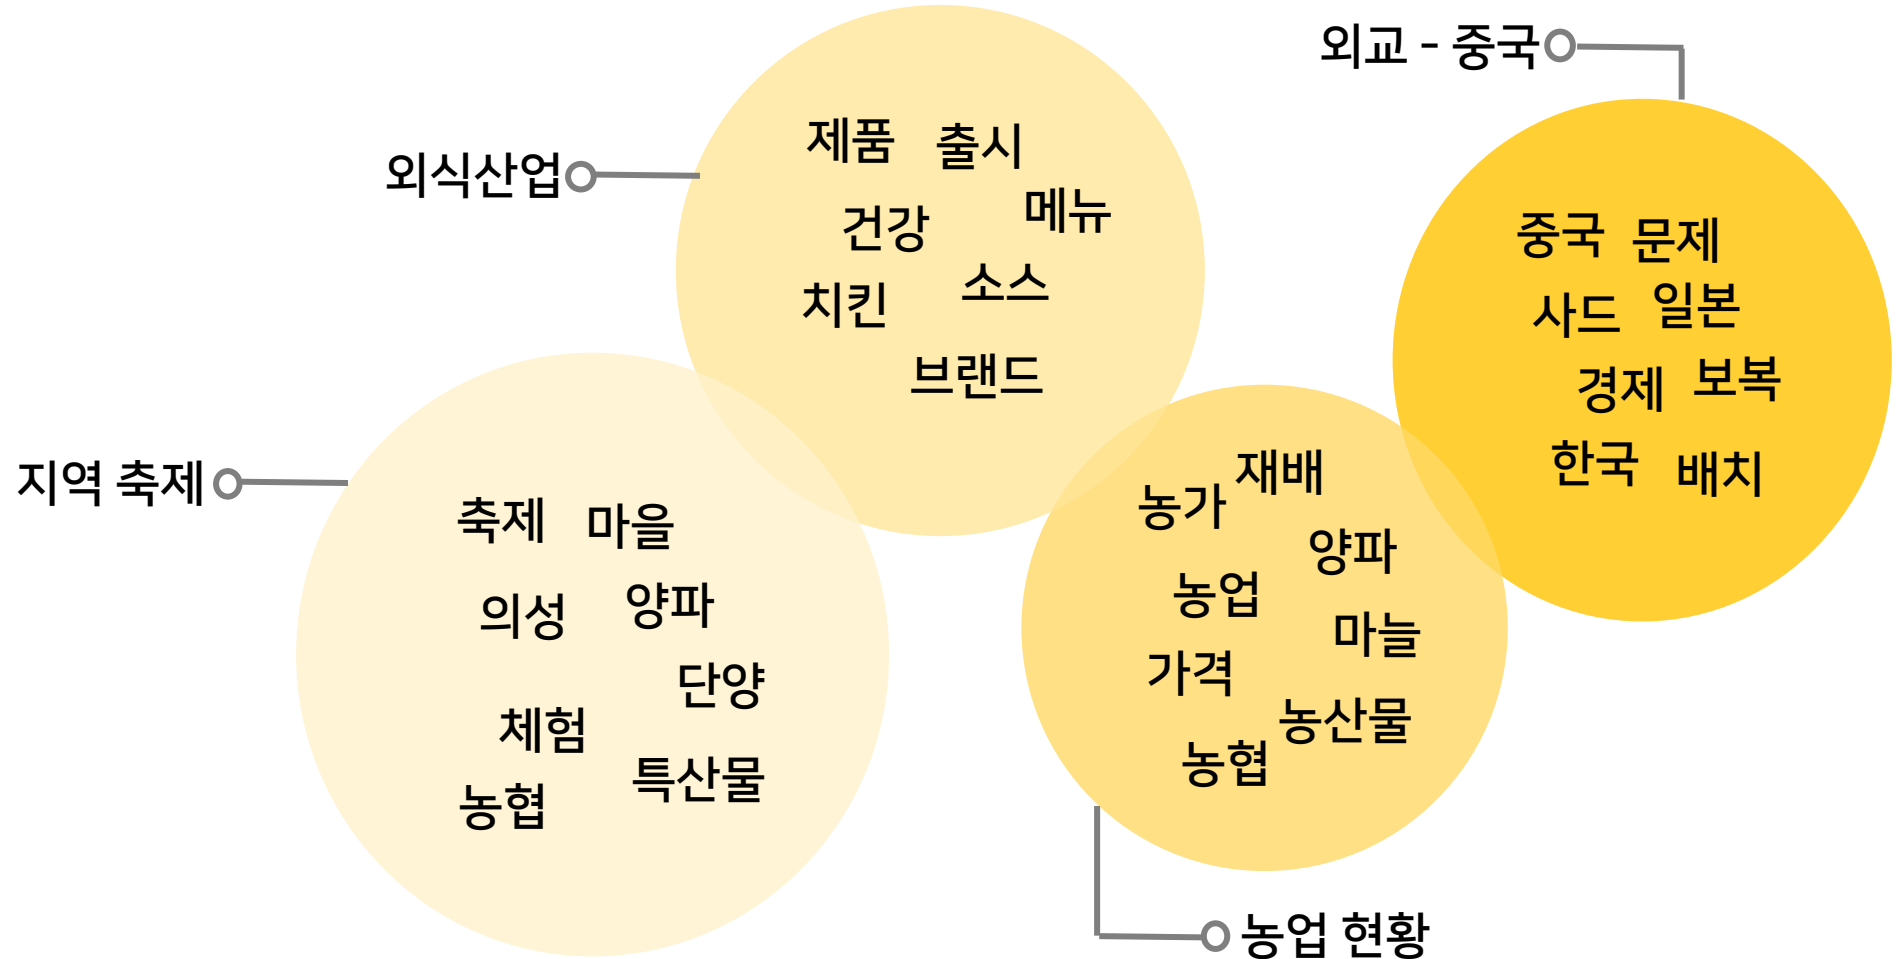 외교 - 중국
외식산업
제품 출시
건강 메뉴
치킨 소스
브랜드
중국 문제
사드 일본
경제 보복
한국 배치
지역 축제
축제 마을
의성 양파
단양
체험
특산물
농협
농가 재배
농업 양파
마늘
가격
농산물
농협
농업 현황